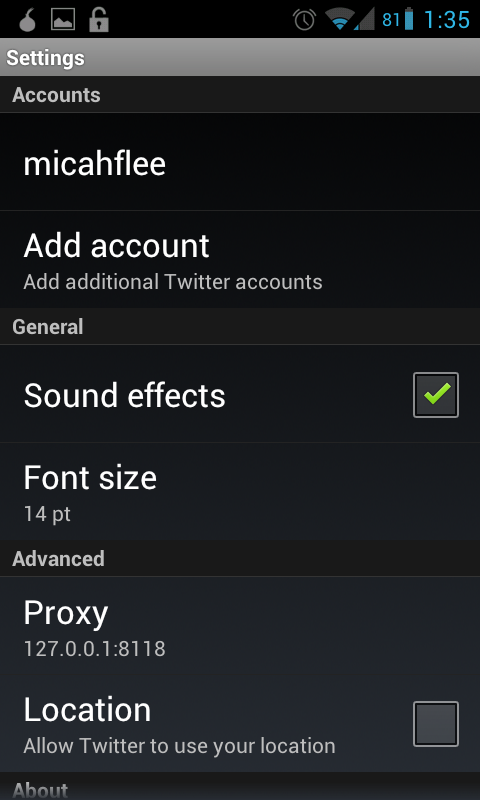 81 1:35
Settings
Accounts
micahflee
Add account
Add additional Twitter accounts
General
Sound effects
Font size
14 pt
Advanced
Proxy
127.0.0.1:8118
Location
Allow Twitter to use your location
About